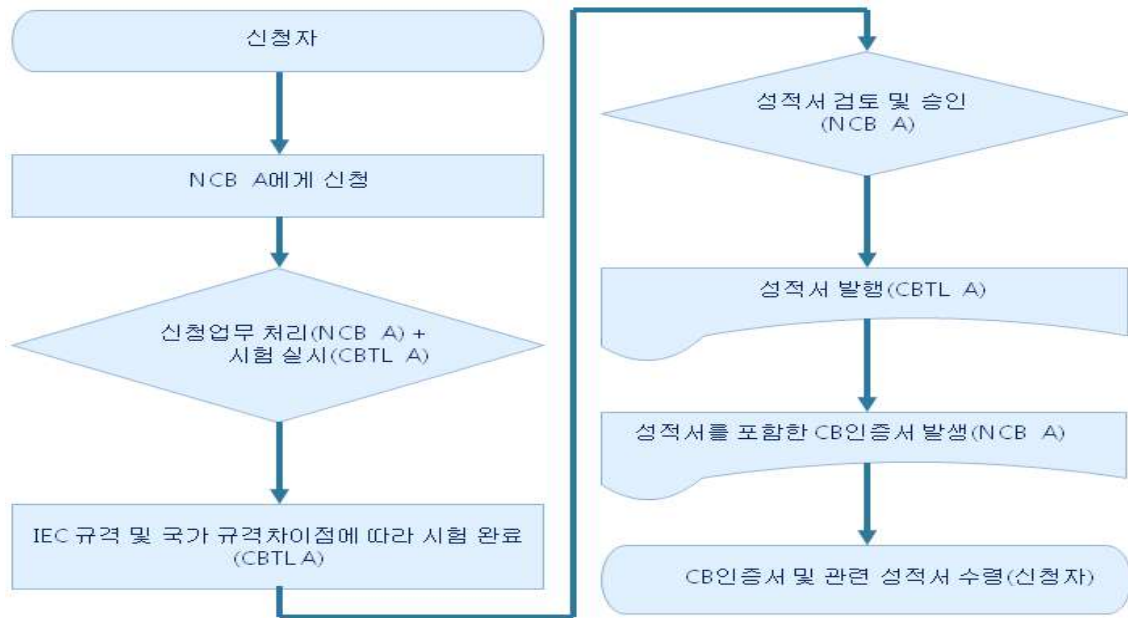 신청자
NCB A에게 신청
신청업무 처리(NCB A) +
시험 실시(CBTL A)
IEC 규격 및 국가 규격차이점에 따라 시험 완료
(CBTL A)
성적서 검토 및 승인
(NCB A)
성적서 발행(CBTL A)
성적서를 포함한 CB인증서 발생(NCB A)
CB인증서 및 관련 성적서 수령(신청자)